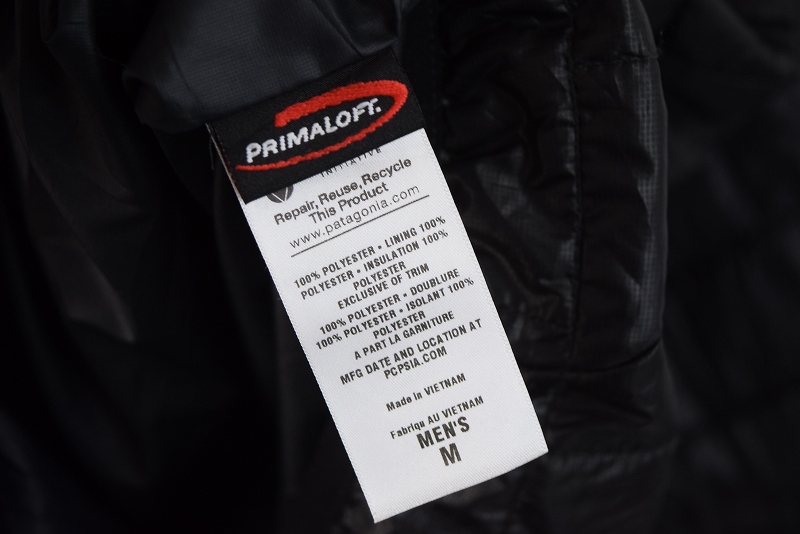 PRIMALOFT
INITIATIVE
Repair, Reuse, Recycle
This Product
www.patagonia.com
100% POLYESTER • LINING 100%
POLYESTER • INSULATION 100%
POLYESTER
EXCLUSIVE OF TRIM
100% POLYESTER • DOUBLURE
100% POLYESTER • ISOLANT 100%
POLYESTER
A PART LA GARNITURE
MFG DATE AND LOCATION AT
PCPSIA.COM
Made in VIETNAM
Fabriqu AU VIETNAM
MEN'S
M